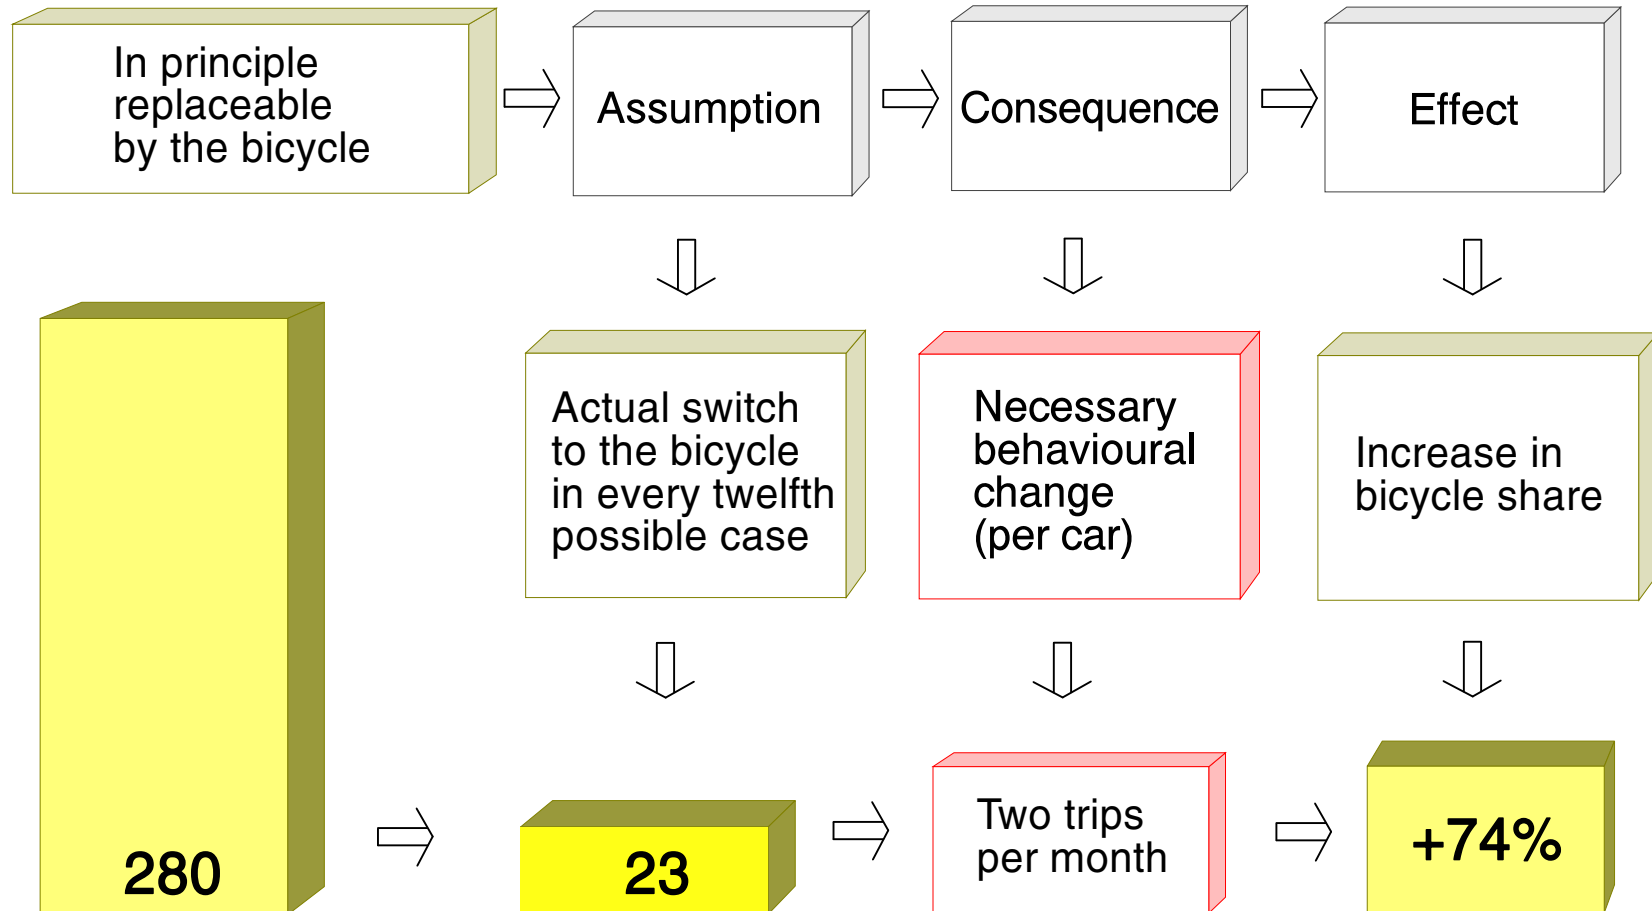 In principle
replaceable
by the bicycle
Assumption
Consequence
Effect
Actual switch
to the bicycle
in every twelfth
possible case
Necessary
behavioural
change
(per car)
Increase in
bicycle share
280
23
Two trips
per month
+74%